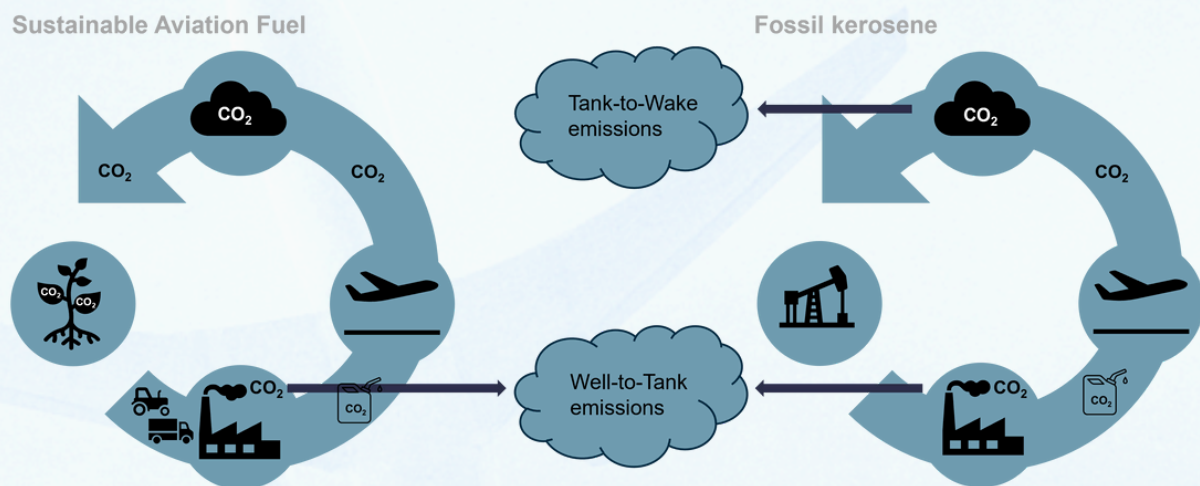 Sustainable Aviation Fuel
Fossil kerosene
CO₂
Tank-to-Wake
emissions
CO₂
CO₂
CO₂
CO₂
CO₂
CO₂
CO₂
Well-to-Tank
emissions
CO₂
CO₂
CO₂
CO₂